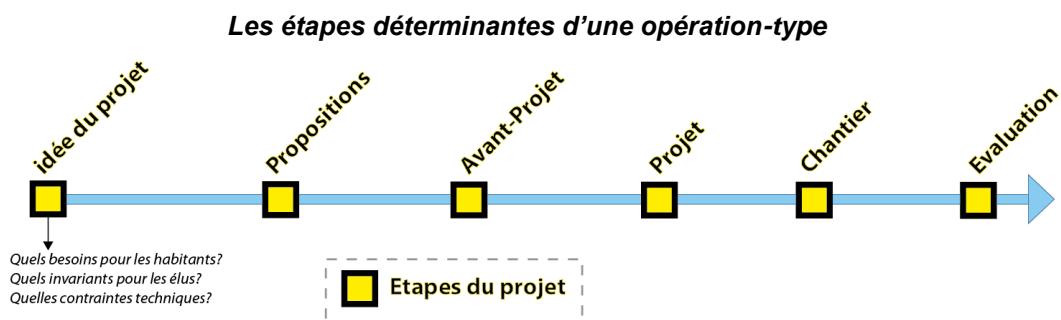 Les étapes déterminantes d'une opération-type
idée du projet
Propositions
Avant-Projet
Projet
Chantier
Evaluation
Quels besoins pour les habitants?
Quels invariants pour les élus?
Quelles contraintes techniques?
Etapes du projet